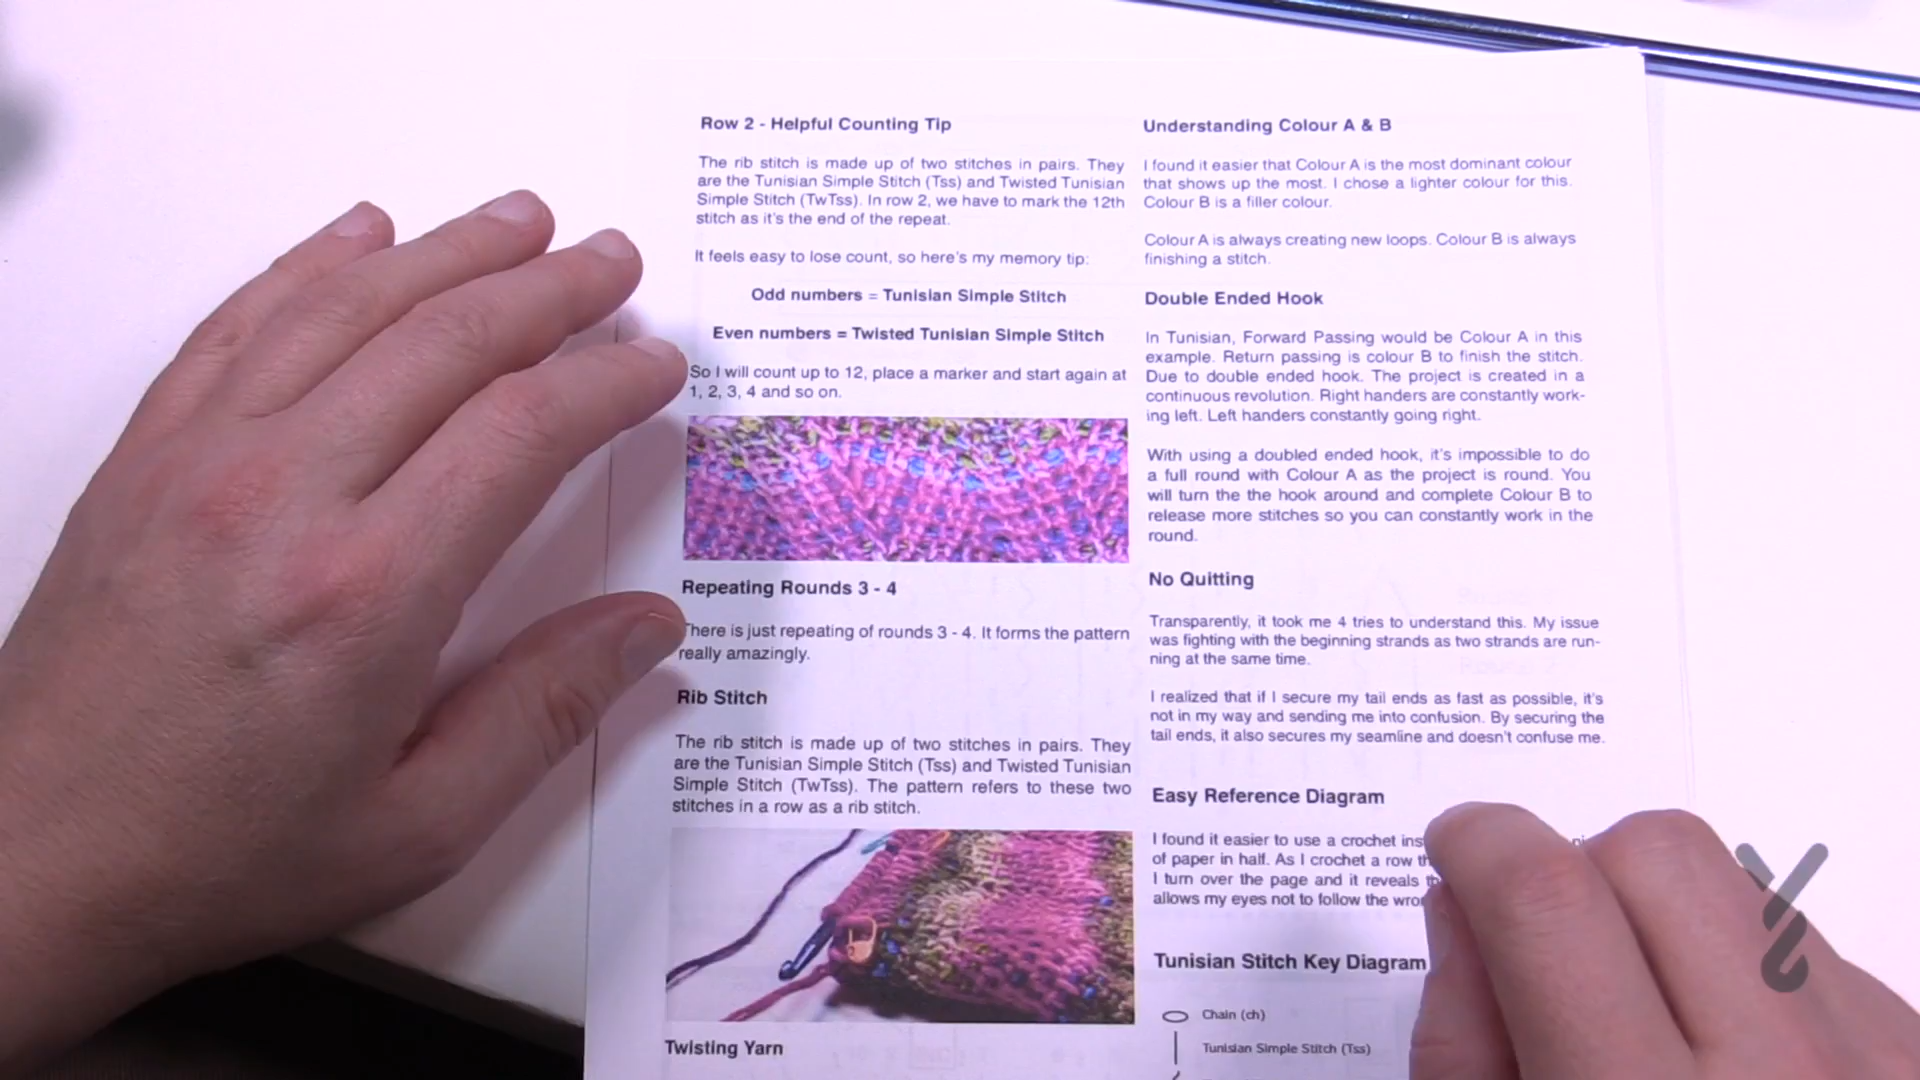 Row 2 - Helpful Counting Tip
The rib stitch is made up of two stitches in pairs. They
are the Tunisian Simple Stitch (Tss) and Twisted Tunisian
Simple Stitch (TwTss). In row 2, we have to mark the 12th
stitch as it's the end of the repeat.
It feels easy to lose count, so here's my memory tip:
Odd numbers = Tunisian Simple Stitch
Even numbers = Twisted Tunisian Simple Stitch
So I will count up to 12, place a marker and start again at
1, 2, 3, 4 and so on.
Repeating Rounds 3 - 4
There is just repeating of rounds 3 - 4. It forms the pattern
really amazingly.
Rib Stitch
The rib stitch is made up of two stitches in pairs. They
are the Tunisian Simple Stitch (Tss) and Twisted Tunisian
Simple Stitch (TwTss). The pattern refers to these two
stitches in a row as a rib stitch.
Twisting Yarn
Understanding Colour A & B
I found it easier that Colour A is the most dominant colour
that shows up the most. I chose a lighter colour for this.
Colour B is a filler colour.
Colour A is always creating new loops. Colour B is always
finishing a stitch.
Double Ended Hook
In Tunisian, Forward Passing would be Colour A in this
example. Return passing is colour B to finish the stitch.
Due to double ended hook. The project is created in a
continuous revolution. Right handers are constantly work-
ing left. Left handers constantly going right.
With using a doubled ended hook, it's impossible to do
a full round with Colour A as the project is round. You
will turn the the hook around and complete Colour B to
release more stitches so you can constantly work in the
round.
No Quitting
Transparently, it took me 4 tries to understand this. My issue
was fighting with the beginning strands as two strands are run-
ning at the same time.
I realized that if I secure my tail ends as fast as possible, it's
not in my way and sending me into confusion. By securing the
tail ends, it also secures my seamline and doesn't confuse me.
Easy Reference Diagram
I found it easier to use a crochet
of paper in half. As I crochet a row
I turn over the page and it reveals
allows my eyes not to follow the
Tunisian Stitch Key Diagram
Chain (ch)
Tunisian Simple Stitch (Tss)